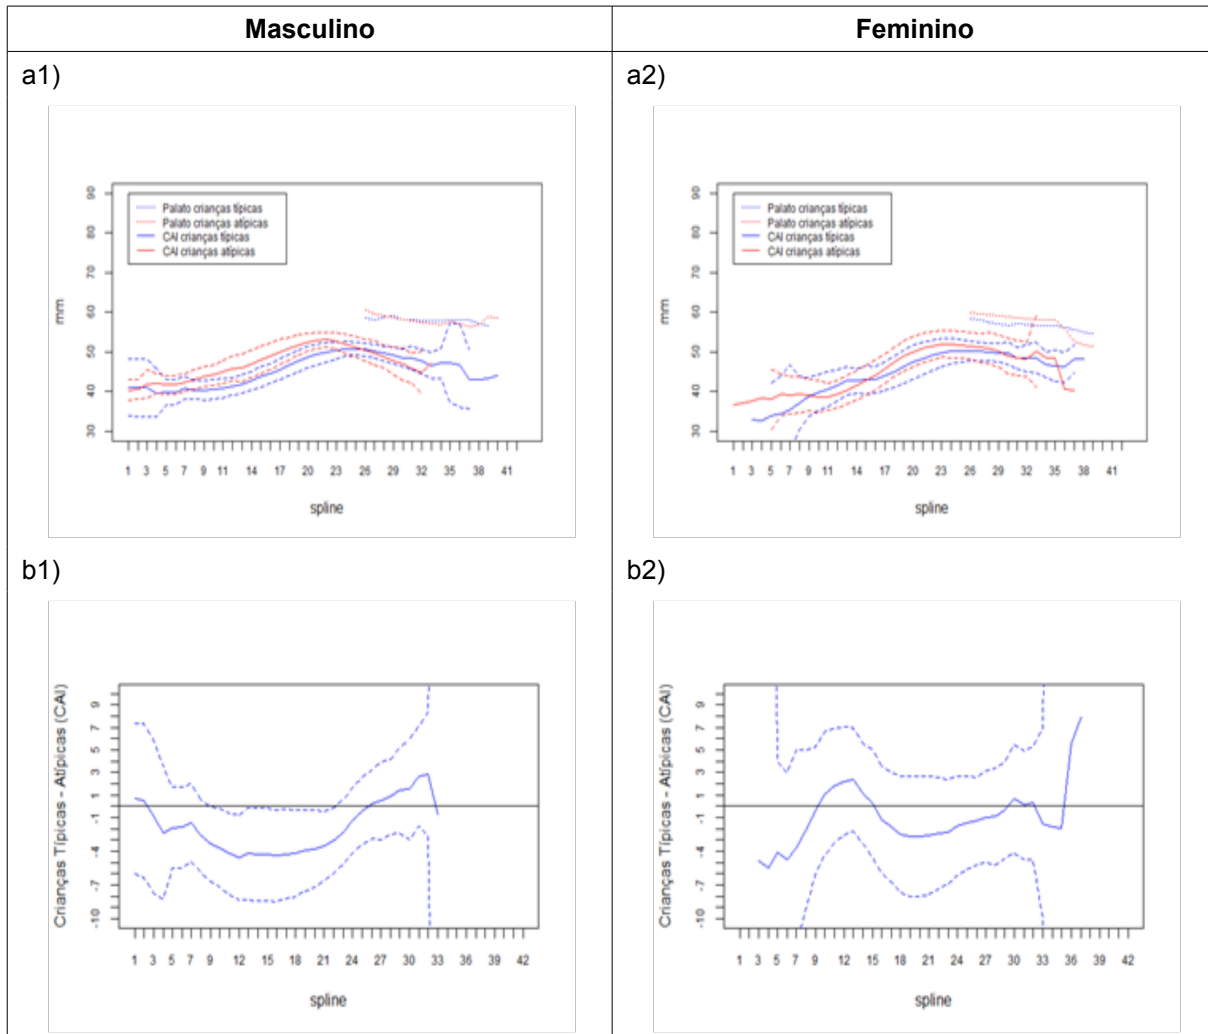 Masculino
Feminino
a1)
a2)
90
80
70
60
50
40
30
mm
Palato crianças típicas
Palato crianças atípicas
CAI crianças típicas
CAI crianças atípicas
1 3 5 7 9 11 14 17 20 23 26 29 32 35 38 41
spline
90
80
70
60
50
40
30
mm
Palato crianças típicas
Palato crianças atípicas
CAI crianças típicas
CAI crianças atípicas
1 3 5 7 9 11 14 17 20 23 26 29 32 35 38 41
spline
b1)
b2)
Crianças Típicas - Atípicas (CAI)
9
7
5
3
1
-1
-4
-7
-10
1 3 5 7 9 12 15 18 21 24 27 30 33 36 39 42
spline
Crianças Típicas - Atípicas (CAI)
9
7
5
3
1
-1
-4
-7
-10
1 3 5 7 9 12 15 18 21 24 27 30 33 36 39 42
spline